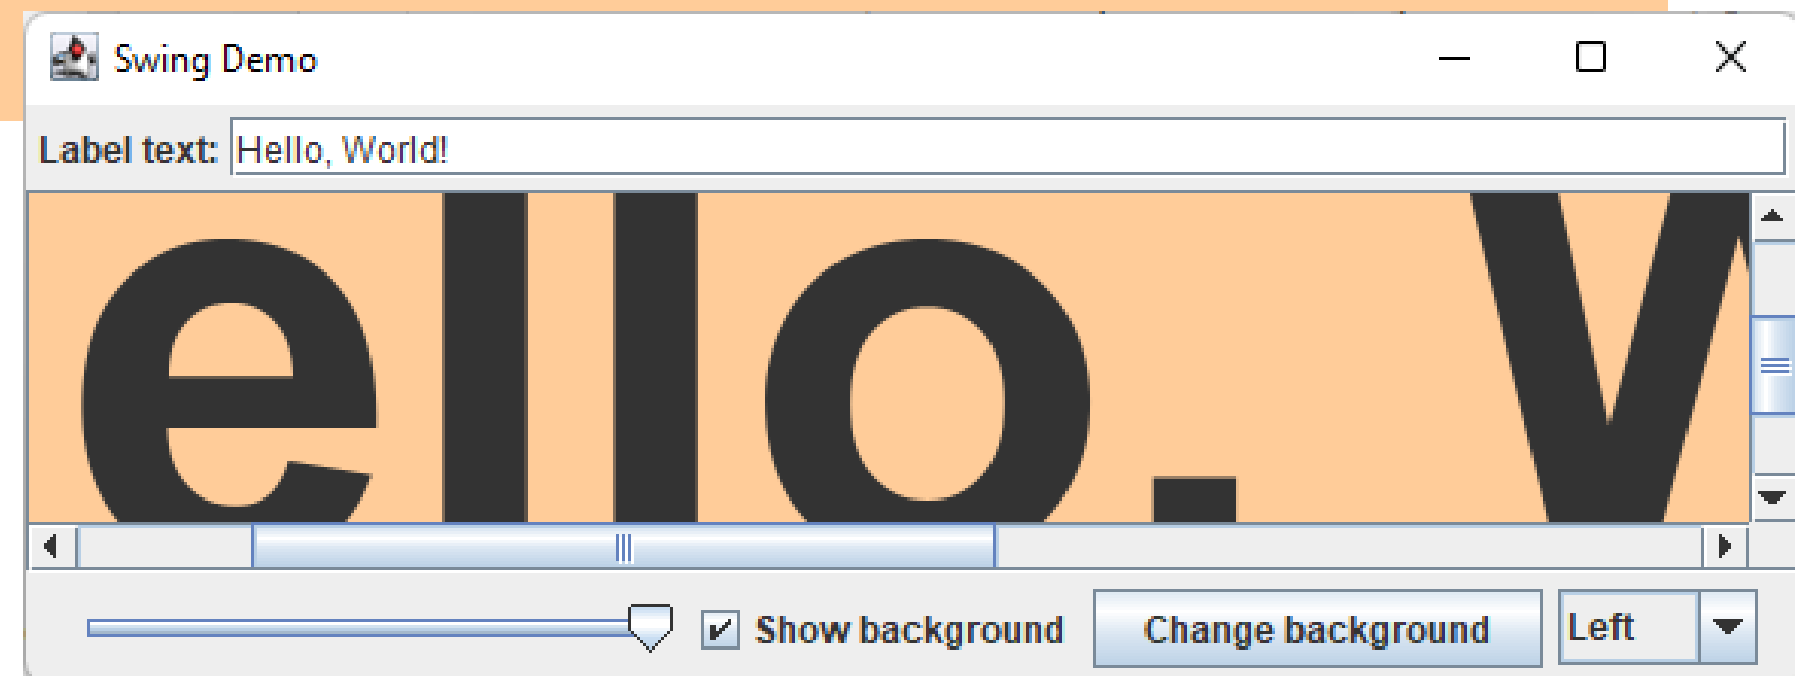 Swing Demo
Label text: Hello, World!
ello, W
Show background Change background Left